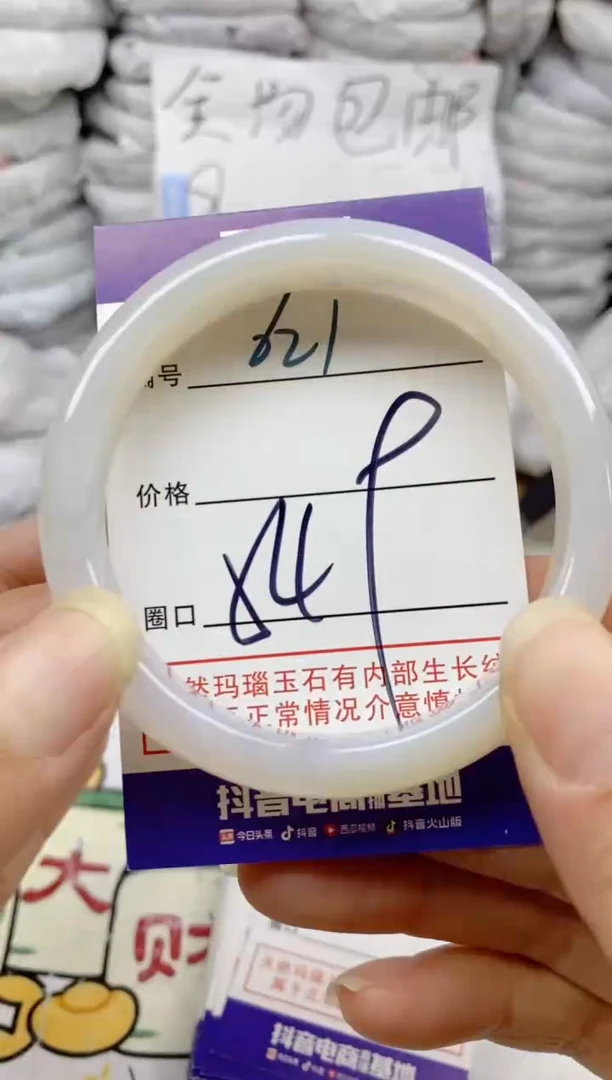 全场包邮
编号 621
价格
圈口 84
然玛瑙玉石有内部生长纹
正常情况介意慎
抖音电商直播基地
今日头条 抖音 西瓜视频 抖音火山版
大
财
抖音电商直播基地